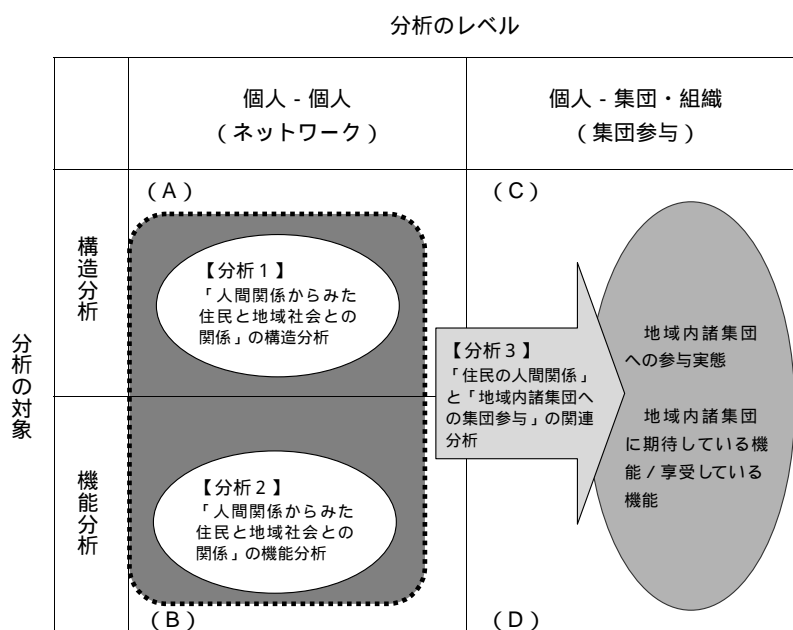 分析のレベル
個人 - 個人
(ネットワーク)
個人 - 集団・組織
(集団参与)
分析の対象
構造分析
(A)
【分析1】
「人間関係からみた
住民と地域社会との
関係」の構造分析
(C)
【分析3】
「住民の人間関係」
と「地域内諸集団へ
の集団参与」の関連
分析
地域内諸集団
への参与実態
地域内諸集団
に期待している機
能/享受している
機能
機能分析
【分析2】
「人間関係からみた
住民と地域社会との
関係」の機能分析
(B)
(D)